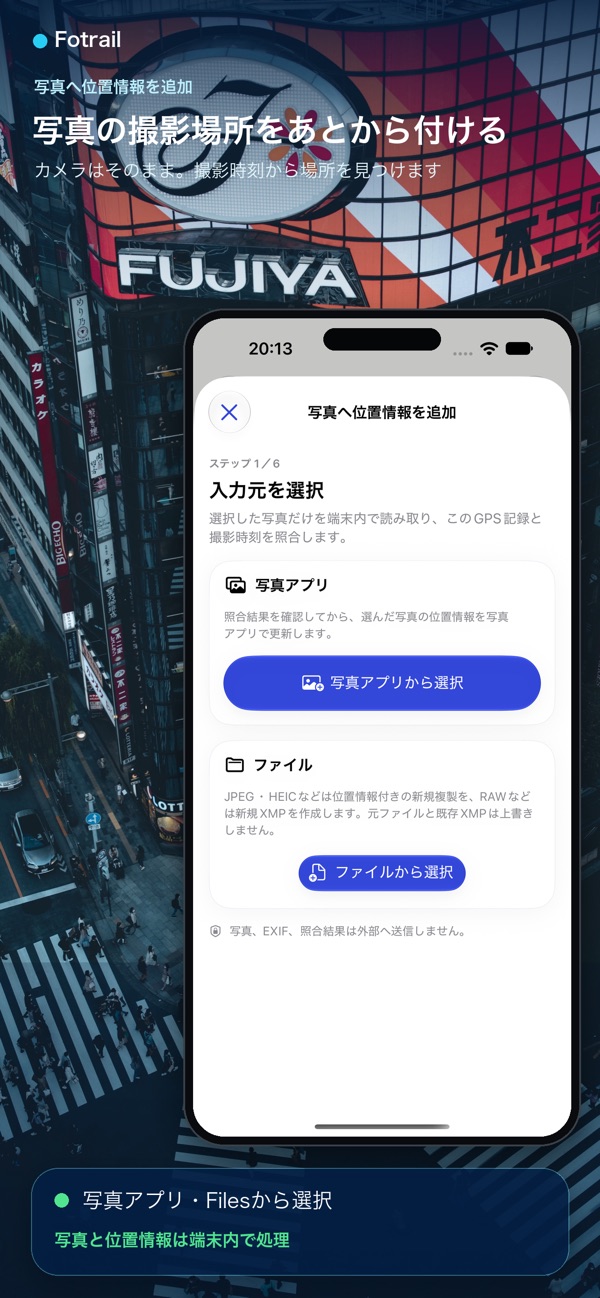 Fotrail
写真へ位置情報を追加
写真の撮影場所をあとから付ける
カメラはそのまま。撮影時刻から場所を見つけます
FUJIYA
カラオケ
BIG ECHO
不二家
LOTT
20:13
写真へ位置情報を追加
ステップ 1／6
入力元を選択
選択した写真だけを端末内で読み取り、このGPS記録と
撮影時刻を照合します。
写真アプリ
照合結果を確認してから、選んだ写真の位置情報を写真
アプリで更新します。
写真アプリから選択
ファイル
JPEG・HEICなどは位置情報付きの新規複製を、RAWなど
は新規XMPを作成します。元ファイルと既存XMPは上書き
しません。
ファイルから選択
写真、EXIF、照合結果は外部へ送信しません。
写真アプリ・Filesから選択
写真と位置情報は端末内で処理